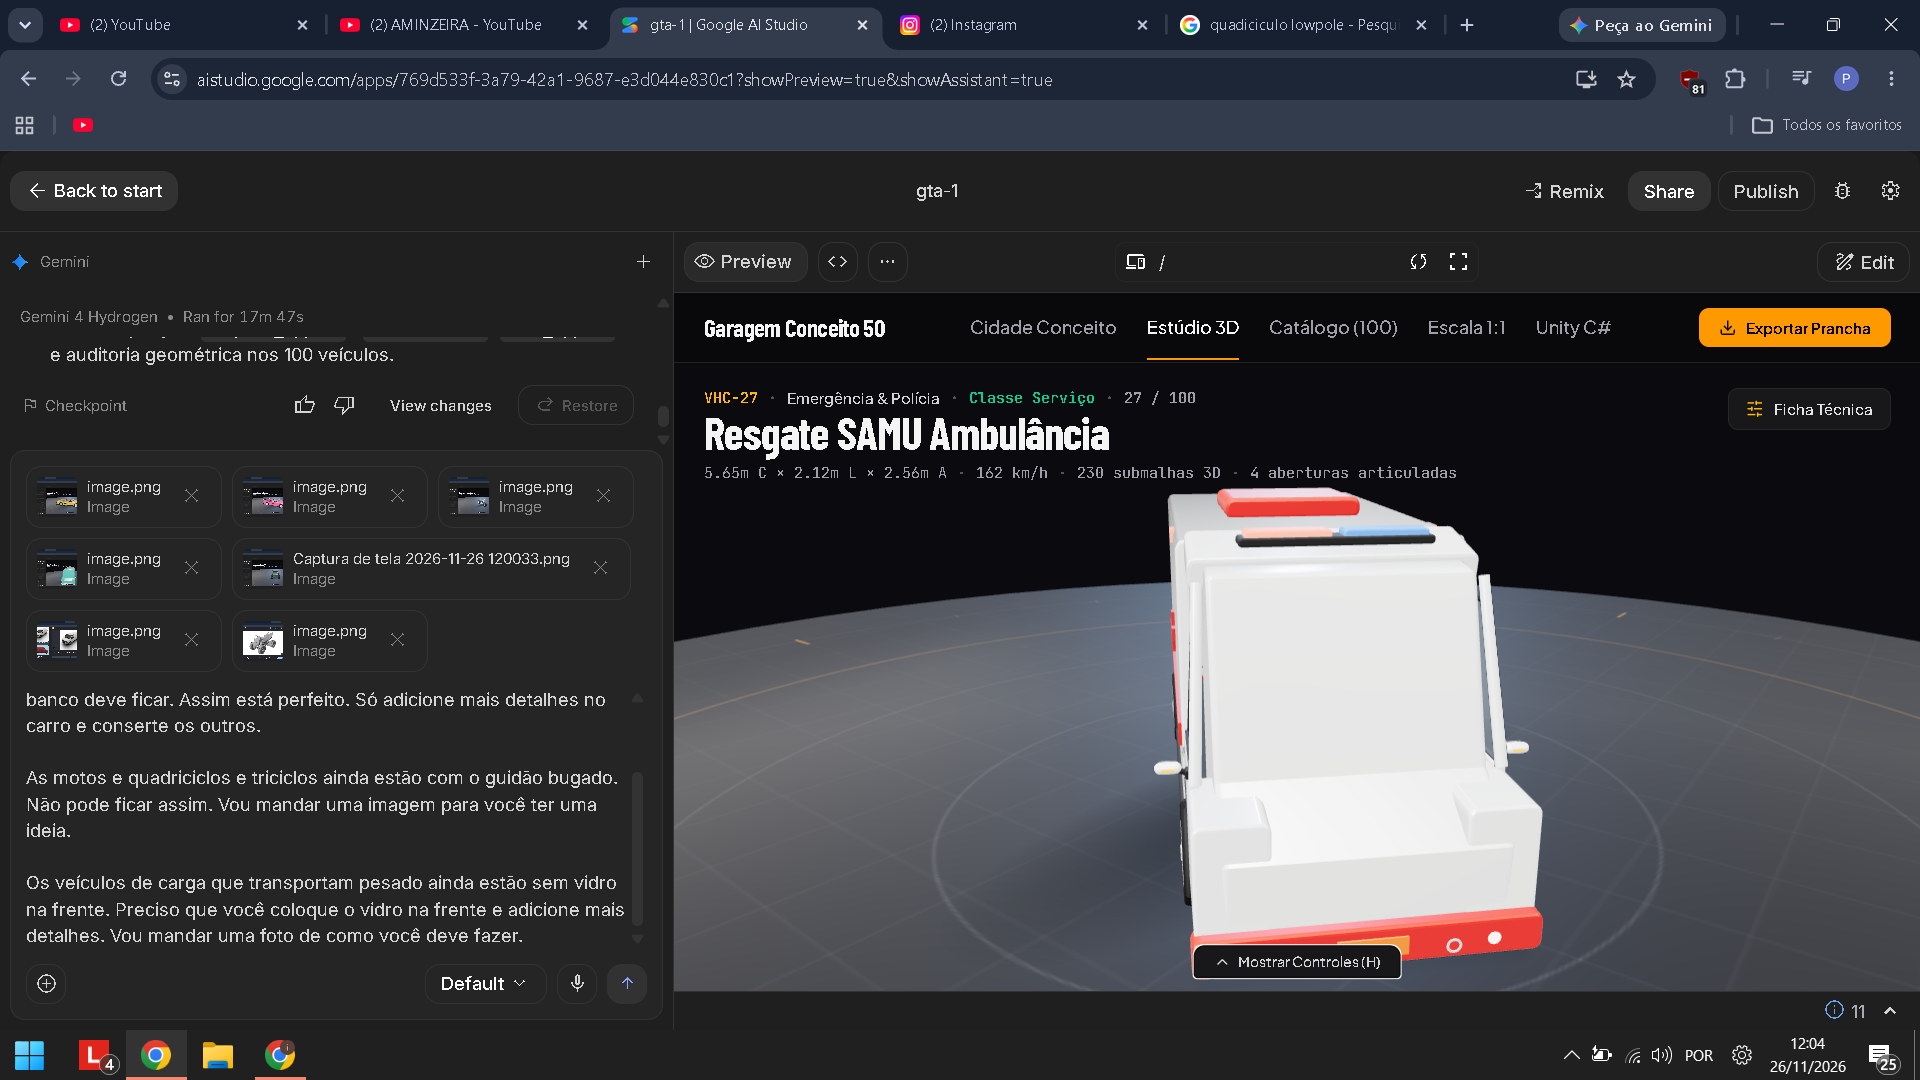 (2) YouTube
(2) AMINZEIRA - YouTube
gta-1 | Google AI Studio
(2) Instagram
quadiciculo lowpole - Pesqu
Peça ao Gemini
aistudio.google.com/apps/769d533f-3a79-42a1-9687-e3d044e830c1?showPreview=true&showAssistant=true
81
P
Todos os favoritos
Back to start
gta-1
Remix
Share
Publish
Gemini
Preview
/
Edit
Gemini 4 Hydrogen • Ran for 17m 47s
e auditoria geométrica nos 100 veículos.
Checkpoint
View changes
Restore
image.png
Image
image.png
Image
image.png
Image
image.png
Image
Captura de tela 2026-11-26 120033.png
Image
image.png
Image
image.png
Image
banco deve ficar. Assim está perfeito. Só adicione mais detalhes no
carro e conserte os outros.
As motos e quadriciclos e triciclos ainda estão com o guidão bugado.
Não pode ficar assim. Vou mandar uma imagem para você ter uma
ideia.
Os veículos de carga que transportam pesado ainda estão sem vidro
na frente. Preciso que você coloque o vidro na frente e adicione mais
detalhes. Vou mandar uma foto de como você deve fazer.
Default
Garagem Conceito 50
Cidade Conceito
Estúdio 3D
Catálogo (100)
Escala 1:1
Unity C#
Exportar Prancha
VHC-27 · Emergência & Polícia · Classe Serviço · 27 / 100
Resgate SAMU Ambulância
5.65m C × 2.12m L × 2.56m A · 162 km/h · 230 submalhas 3D · 4 aberturas articuladas
Ficha Técnica
Mostrar Controles (H)
11
L
4
POR
12:04
26/11/2026
25